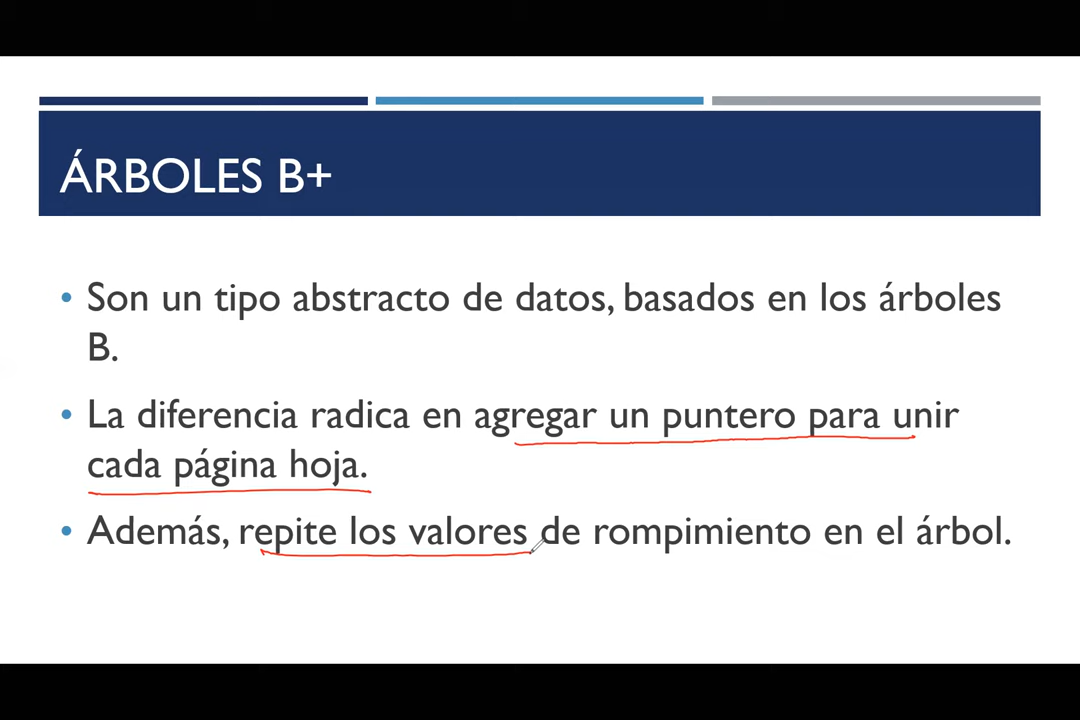 ÁRBOLES B+
• Son un tipo abstracto de datos, basados en los árboles
B.
• La diferencia radica en agregar un puntero para unir
cada página hoja.
• Además, repite los valores de rompimiento en el árbol.